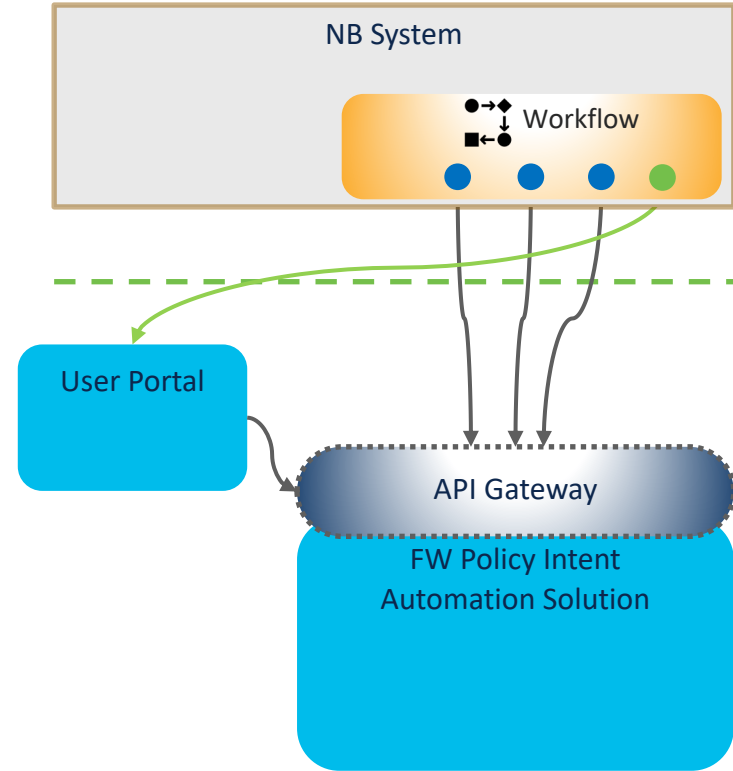 NB System
Workflow
User Portal
API Gateway
FW Policy Intent
Automation Solution